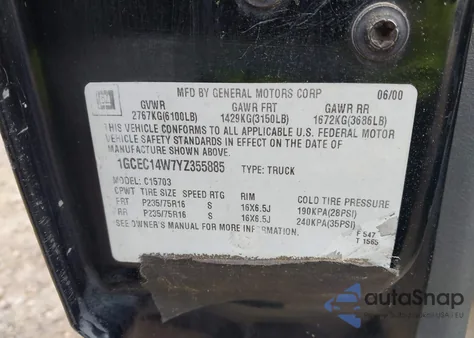 GM
MFD BY GENERAL MOTORS CORP 06/00
GVWR GAWR FRT GAWR RR
2767KG(6100LB) 1429KG(3150LB) 1672KG(3686LB)
THIS VEHICLE CONFORMS TO ALL APPLICABLE U.S. FEDERAL MOTOR
VEHICLE SAFETY STANDARDS IN EFFECT ON THE DATE OF
MANUFACTURE SHOWN ABOVE.
1GCEC14W7YZ355885 TYPE: TRUCK
MODEL: C15703
CPWT TIRE SIZE SPEED RTG RIM COLD TIRE PRESSURE
FRT P235/75R16 S 16X6.5J 190KPA(28PSI)
RR P235/75R16 S 16X6.5J 240KPA(35PSI)
SEE OWNER'S MANUAL FOR MORE INFORMATION.
F 547
T 1565
autoSnap